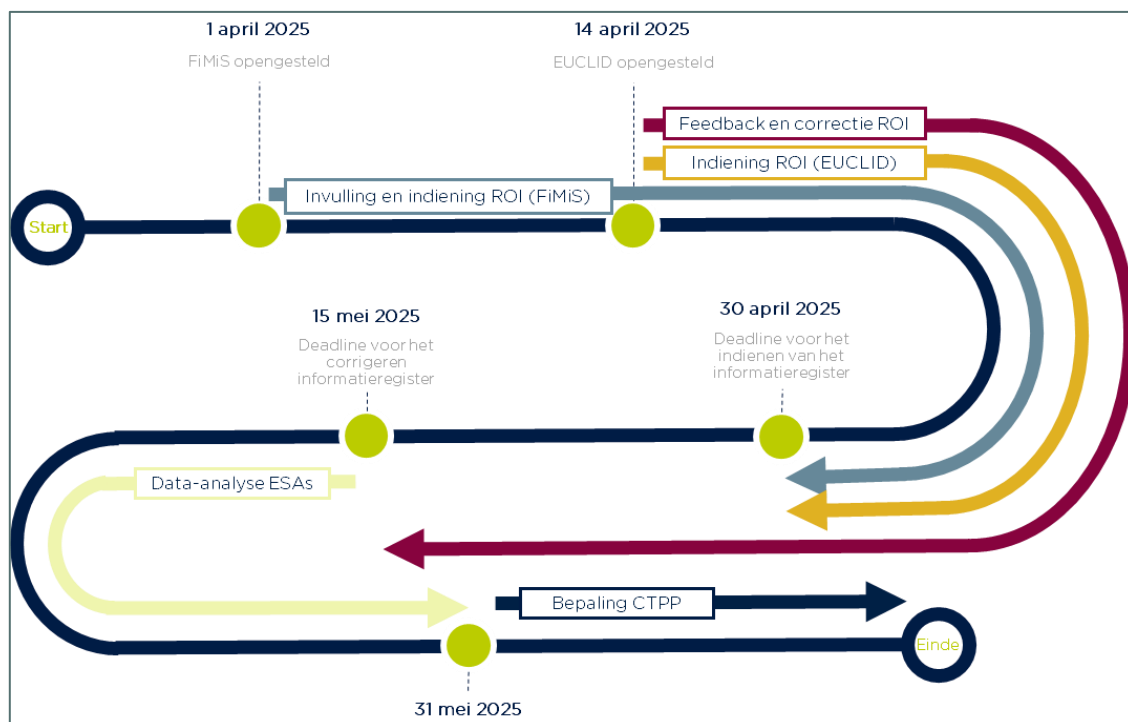 1 april 2025
FiMiS opengesteld
14 april 2025
EUCLID opengesteld
Feedback en correctie ROI
Indiening ROI (EUCLID)
Invulling en indiening ROI (FiMiS)
Start
15 mei 2025
Deadline voor het
corrigeren
informatieregister
30 april 2025
Deadline voor het
indienen van het
informatieregister
Data-analyse ESAs
Bepaling CTPP
Einde
31 mei 2025